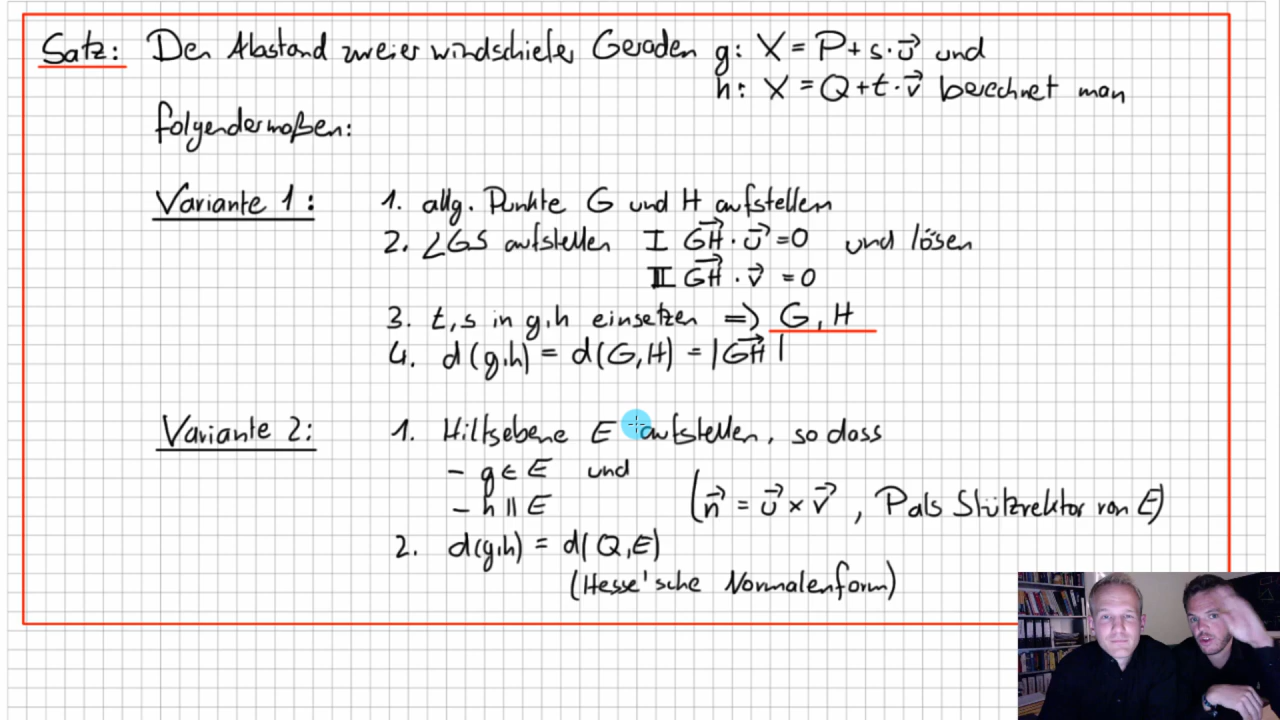 Satz: Den Abstand zweier windschiefer Geraden g: X = P + s · u⃗ und
h: X = Q + t · v⃗ berechnet man
folgendermaßen:
Variante 1: 1. allg. Punkte G und H aufstellen
2. LGS aufstellen I GH⃗ · u⃗ = 0 und lösen
II GH⃗ · v⃗ = 0
3. t, s in g, h einsetzen => G, H
4. d(g,h) = d(G,H) = |GH⃗|
Variante 2: 1. Hilfsebene E aufstellen, so dass
- g ∈ E und
- h || E (n⃗ = u⃗ × v⃗, P als Stützvektor von E)
2. d(g,h) = d(Q,E)
(Hesse'sche Normalenform)